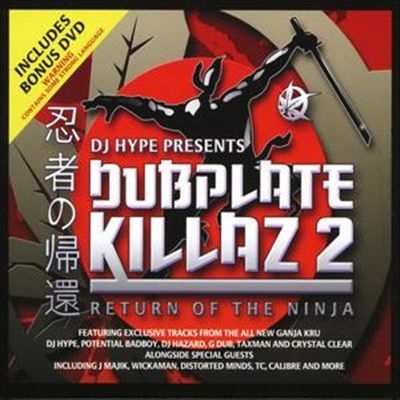 INCLUDES
BONUS DVD
WARNING
CONTAINS SOME STRONG LANGUAGE
忍者の帰還
DJ HYPE PRESENTS
DUBPLATE
KILLAZ 2
RETURN OF THE NINJA
FEATURING EXCLUSIVE TRACKS FROM THE ALL NEW GANJA KRU
DJ HYPE, POTENTIAL BADBOY, DJ HAZARD, G DUB, TAXMAN AND CRYSTAL CLEAR
ALONGSIDE SPECIAL GUESTS
INCLUDING J MAJIK, WICKAMAN, DISTORTED MINDS, TC, CALIBRE AND MORE